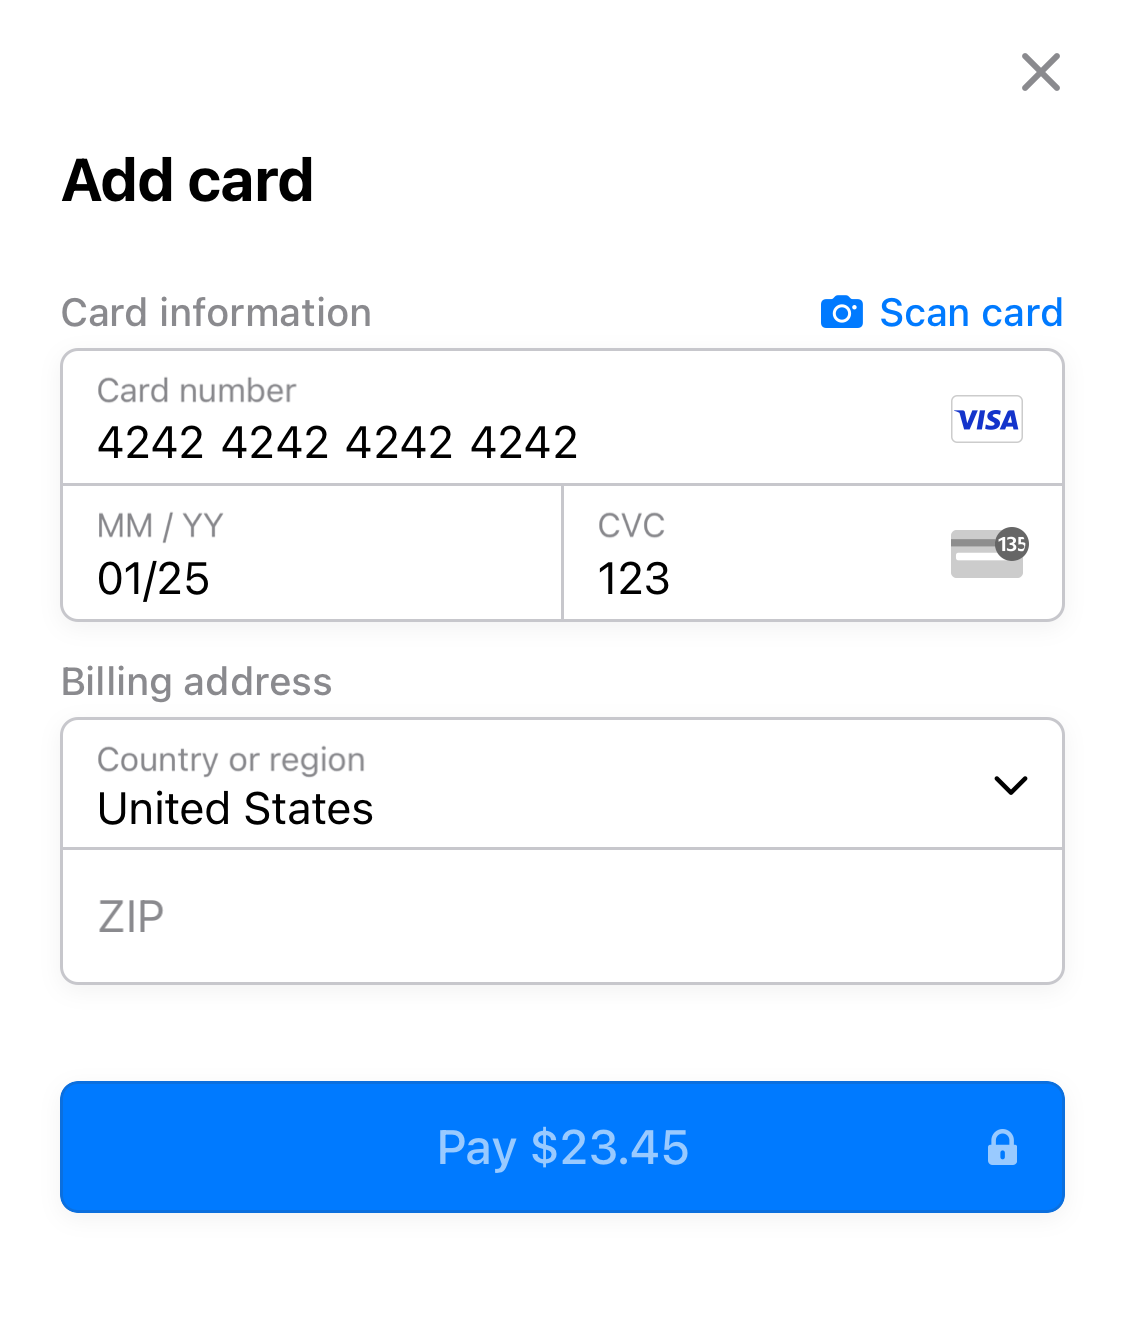 Add card
Card information
Scan card
Card number
4242 4242 4242 4242
VISA
MM / YY
01/25
CVC
123
135
Billing address
Country or region
United States
ZIP
Pay $23.45